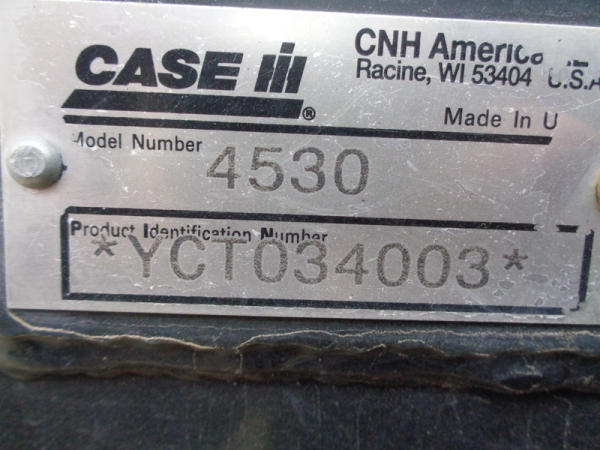 CASE IH®
CNH America
Racine, WI 53404 U.S.A
Made In U
Model Number
4530
Product Identification Number
*YCT034003*